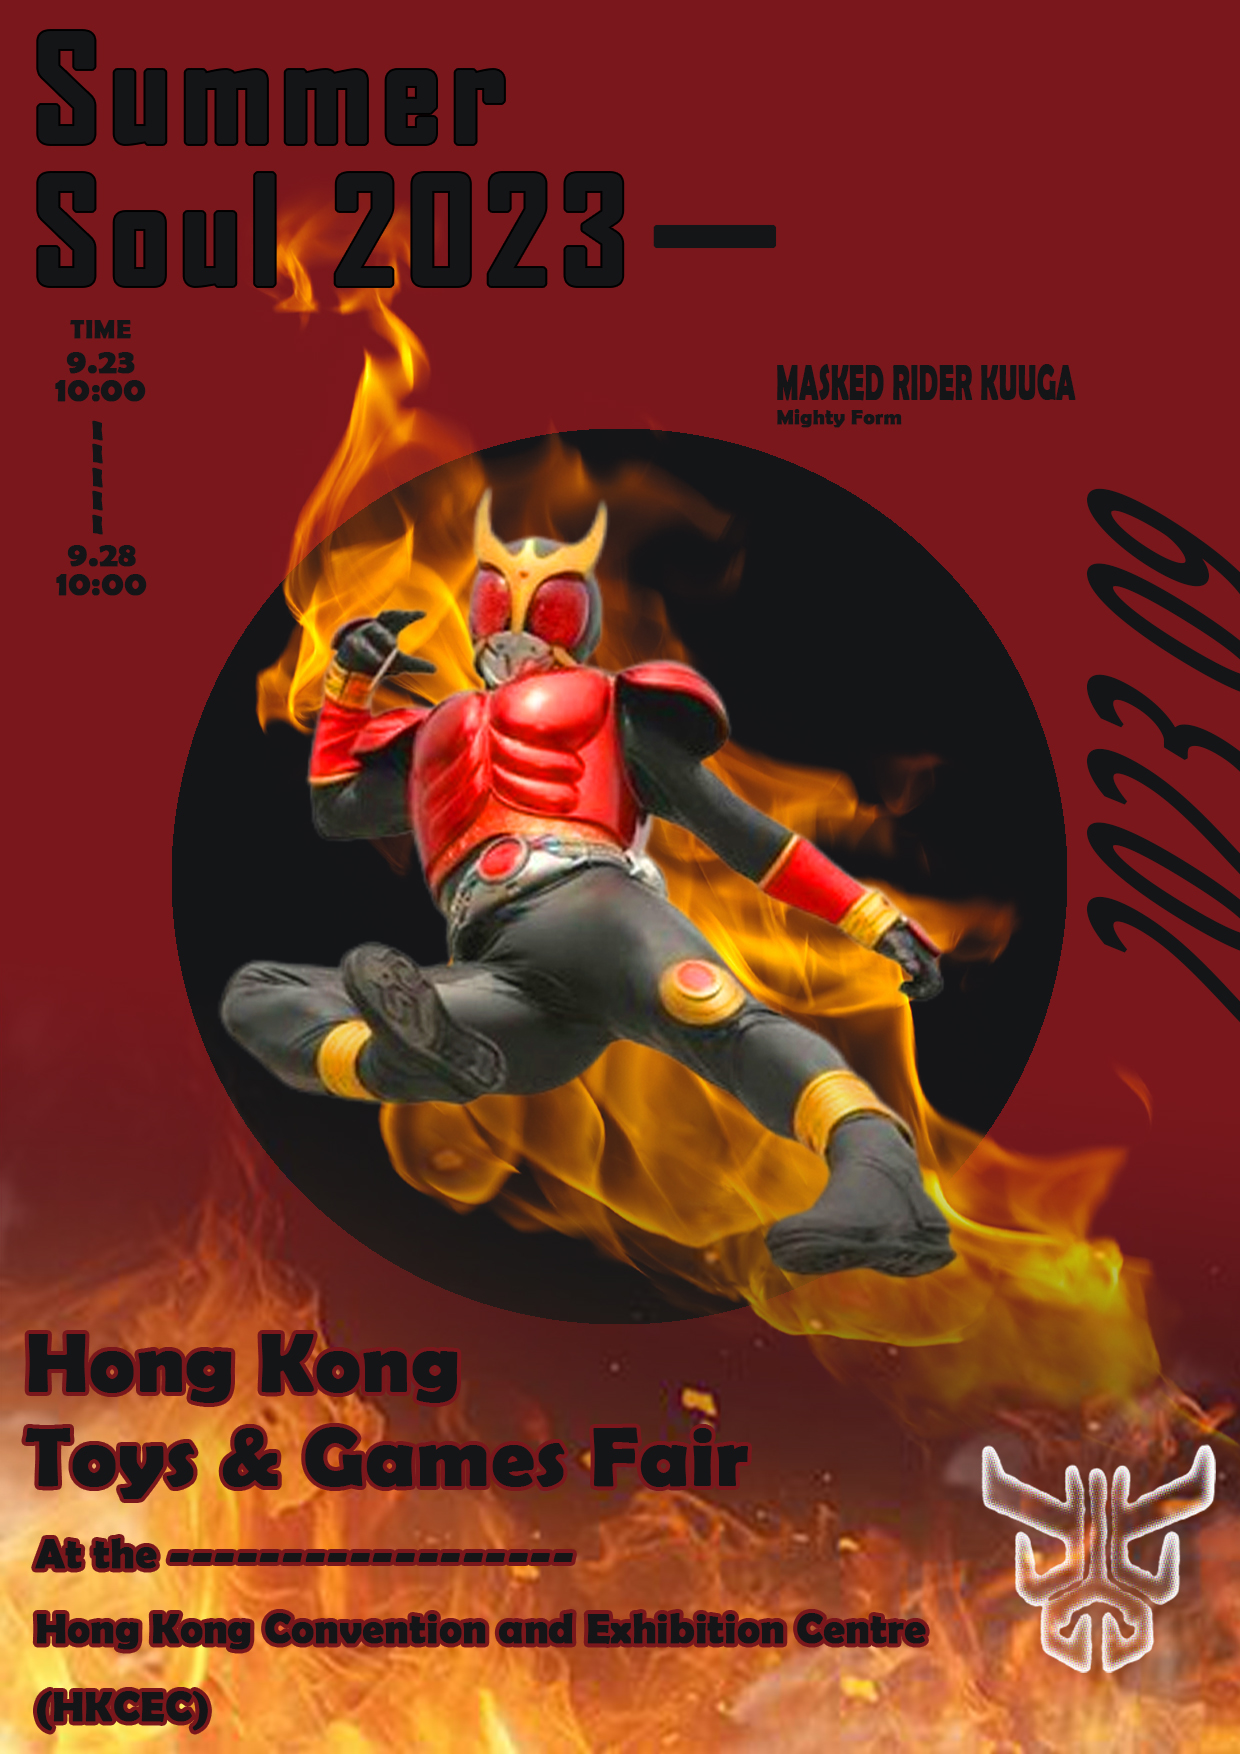 Summer
Soul 2023—
TIME
9.23
10:00
-----
9.28
10:00
MASKED RIDER KUUGA
Mighty Form
2023 09
Hong Kong
Toys & Games Fair
At the ------------------
Hong Kong Convention and Exhibition Centre
(HKCEC)